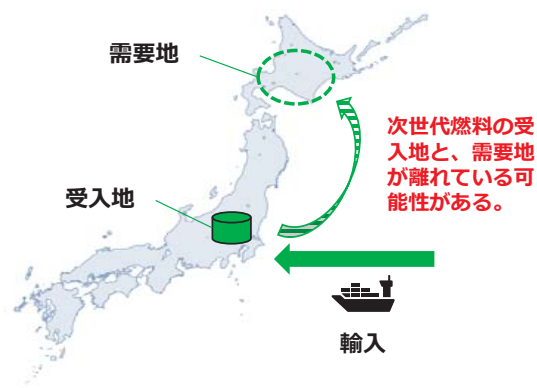 需要地
次世代燃料の受
入地と、需要地
が離れている可
能性がある。
受入地
輸入